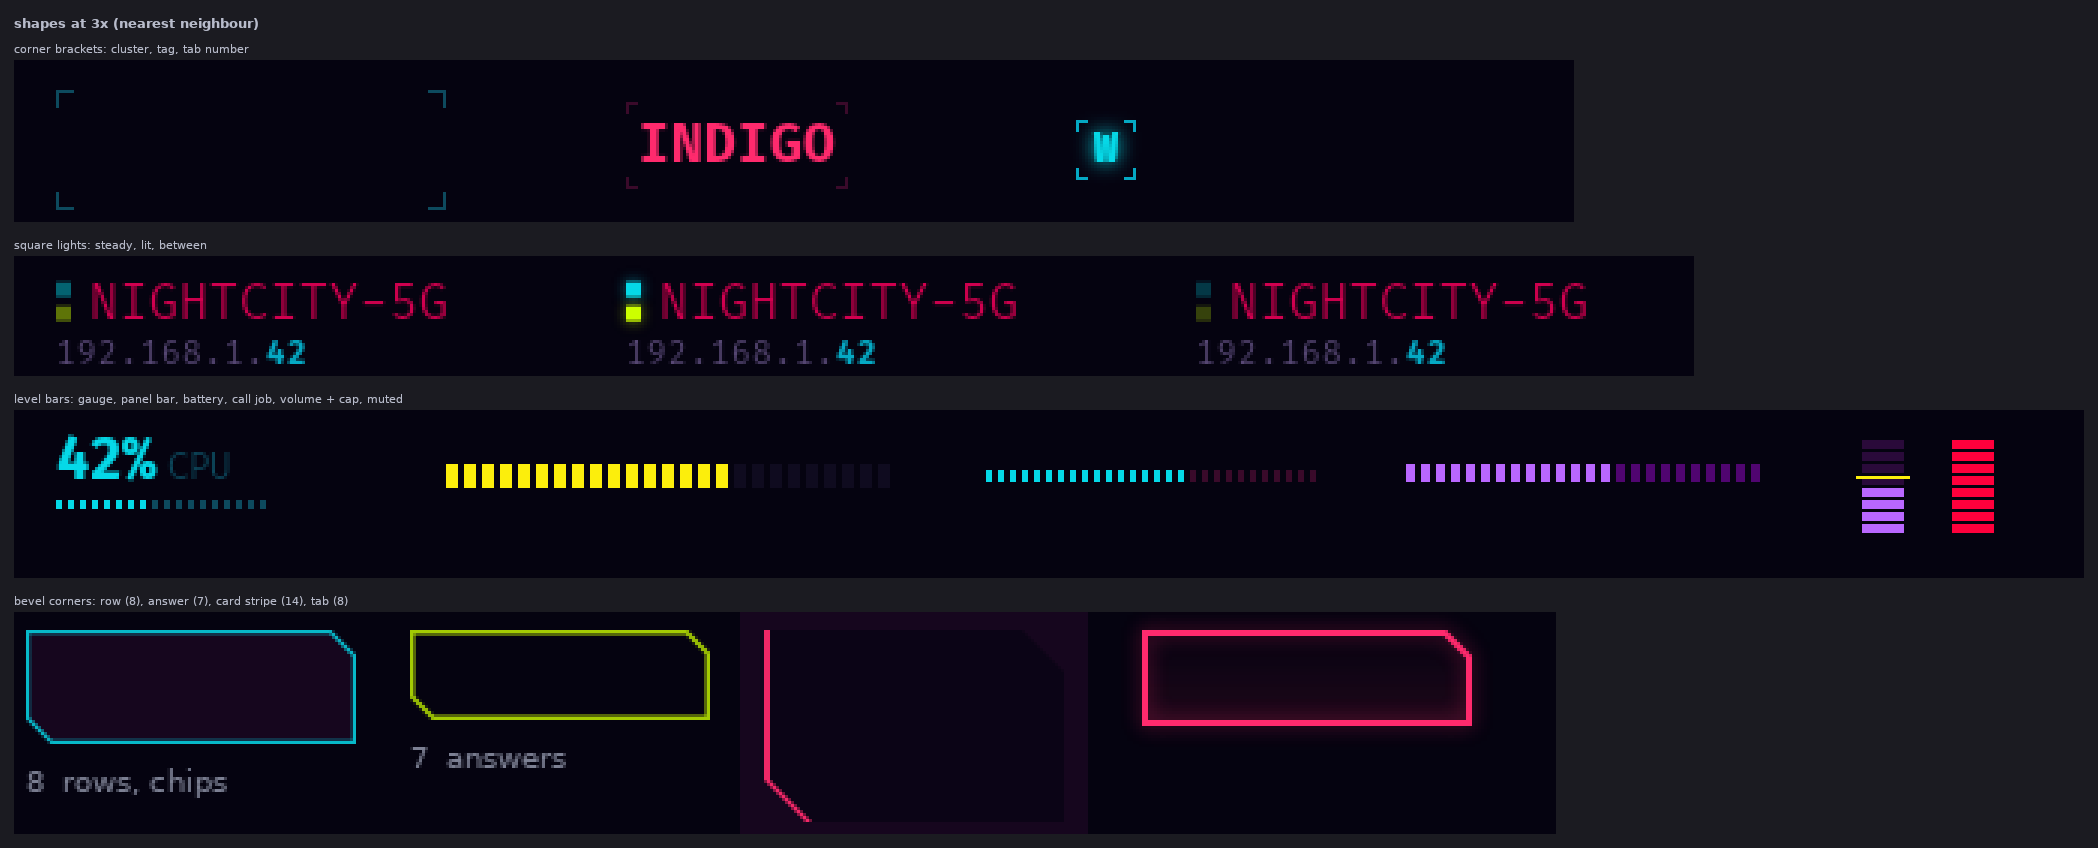 shapes at 3x (nearest neighbour)
corner brackets: cluster, tag, tab number
INDIGO W
square lights: steady, lit, between
NIGHTCITY-5G NIGHTCITY-5G NIGHTCITY-5G
192.168.1.42 192.168.1.42 192.168.1.42
level bars: gauge, panel bar, battery, call job, volume + cap, muted
42% CPU
bevel corners: row (8), answer (7), card stripe (14), tab (8)
7 answers
8 rows, chips